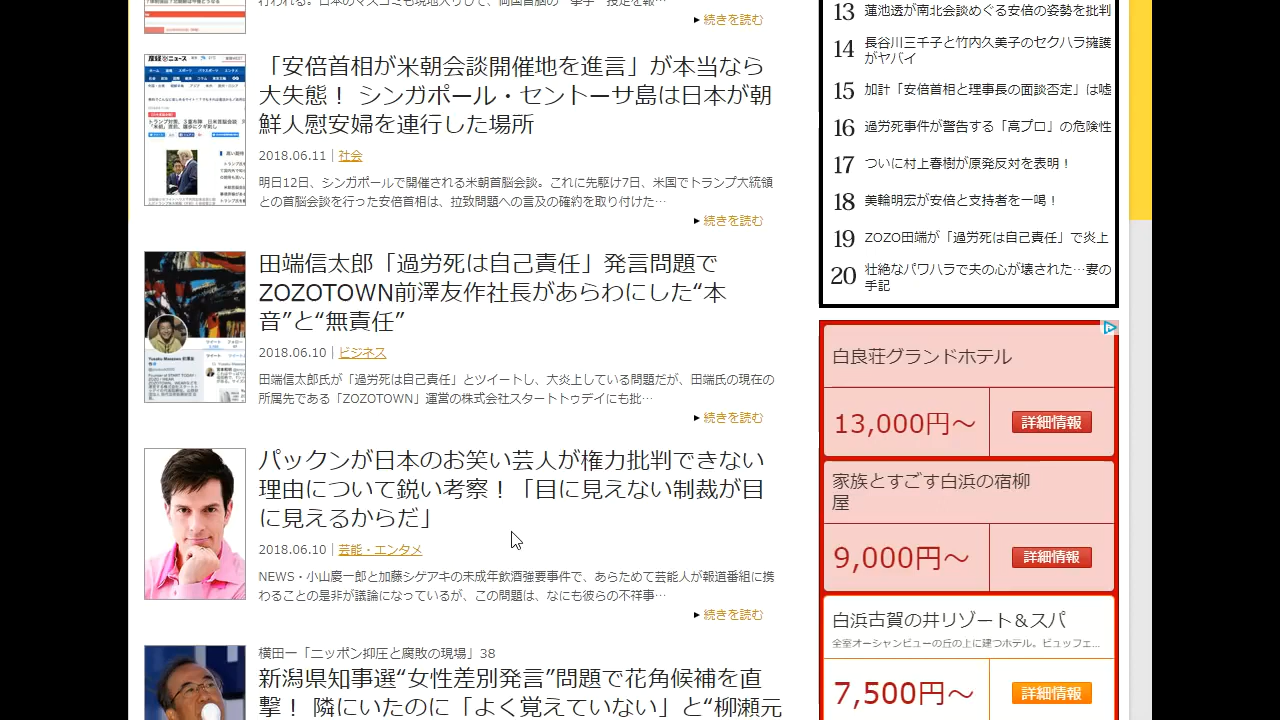 ▸続きを読む
「安倍首相が米朝会談開催地を進言」が本当なら
大失態！ シンガポール・セントーサ島は日本が朝
鮮人慰安婦を連行した場所
2018.06.11｜社会
明日12日、シンガポールで開催される米朝首脳会談。これに先駆け7日、米国でトランプ大統領
との首脳会談を行った安倍首相は、拉致問題への言及の確約を取り付けた…
▸続きを読む
田端信太郎「過労死は自己責任」発言問題で
ZOZOTOWN前澤友作社長があらわにした“本
音”と“無責任”
2018.06.10｜ビジネス
田端信太郎氏が「過労死は自己責任！」とツイートし、大炎上している問題だが、田端氏の現在の
所属先である「ZOZOTOWN」運営の株式会社スタートトゥデイにも批…
▸続きを読む
パックンが日本のお笑い芸人が権力批判できない
理由について鋭い考察！「目に見えない制裁が目
に見えるからだ」
2018.06.10｜芸能・エンタメ
NEWS・小山慶一郎と加藤シゲアキの未成年飲酒強要事件で、あらためて芸能人が報道番組に携
わることの是非が議論になっているが、この問題は、なにも彼らの不祥事…
▸続きを読む
横田一「ニッポン抑圧と腐敗の現場」38
新潟県知事選“女性差別発言”問題で花角候補を直
撃！ 隣にいたのに「よく覚えていない」と“柳瀬元
13 蓮池透が南北会談めぐる安倍の姿勢を批判
14 長谷川三千子と竹内久美子のセクハラ擁護
がヤバイ
15 加計「安倍首相と理事長の面談否定」は嘘
16 過労自死事件が警告する「高プロ」の危険性
17 ついに村上春樹が原発反対を表明！
18 美輪明宏が安倍と支持者を一喝！
19 ZOZO田端が「過労死は自己責任」で炎上
20 壮絶なパワハラで夫の心が壊された…妻の
手記
白良荘グランドホテル
13,000円～ 詳細情報
家族とすごす白浜の宿柳
屋
9,000円～ 詳細情報
白浜古賀の井リゾート＆スパ
全室オーシャンビューの丘の上に建つホテル。ビュッフェ...
7,500円～ 詳細情報